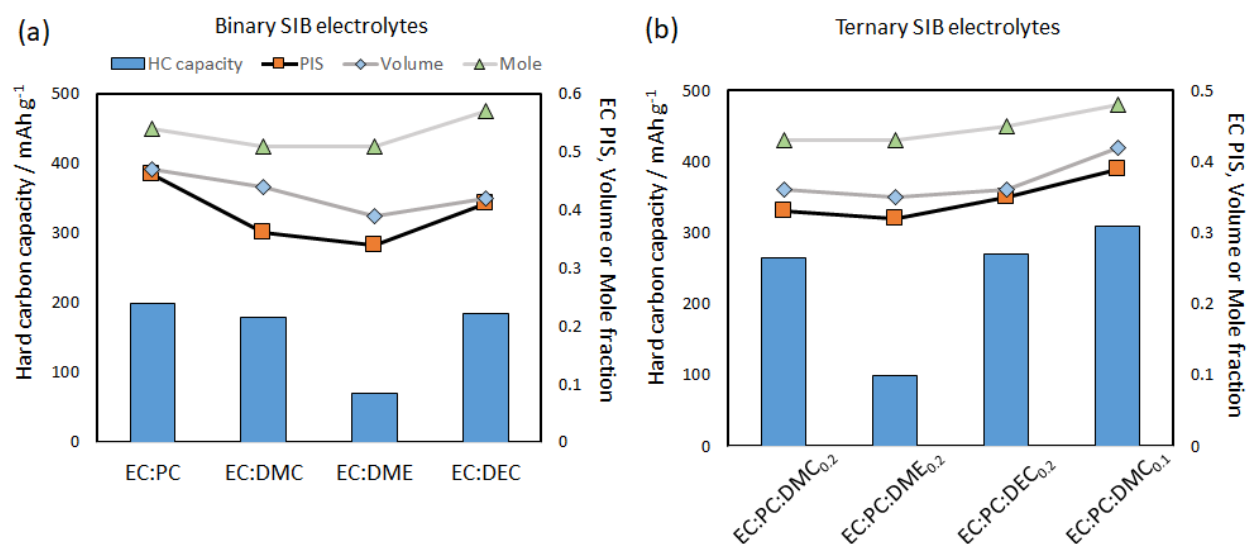 (a)
Binary SIB electrolytes
HC capacity PIS Volume Mole
Hard carbon capacity / mAh g⁻¹
500
400
300
200
100
0
0.6
0.5
0.4
0.3
0.2
0.1
0
EC PIS, Volume or Mole fraction
EC:PC EC:DMC EC:DME EC:DEC
(b)
Ternary SIB electrolytes
Hard carbon capacity / mAh g⁻¹
500
400
300
200
100
0
0.5
0.4
0.3
0.2
0.1
0
EC PIS, Volume or Mole fraction
EC:PC:DMC₀.₂
EC:PC:DME₀.₂
EC:PC:DEC₀.₂
EC:PC:DMC₀.₁